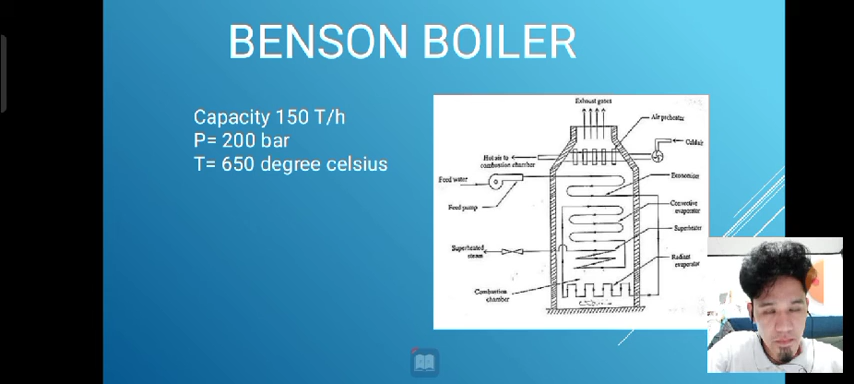 BENSON BOILER
Capacity 150 T/h
P= 200 bar
T= 650 degree celsius
Exhaust gases
Air preheater
Cold air
Hot air to
combustion chamber
Feed water
Economizer
Feed pump
Convective
evaporator
Superheater
Superheated
steam
Radiant
evaporator
Combustion
chamber